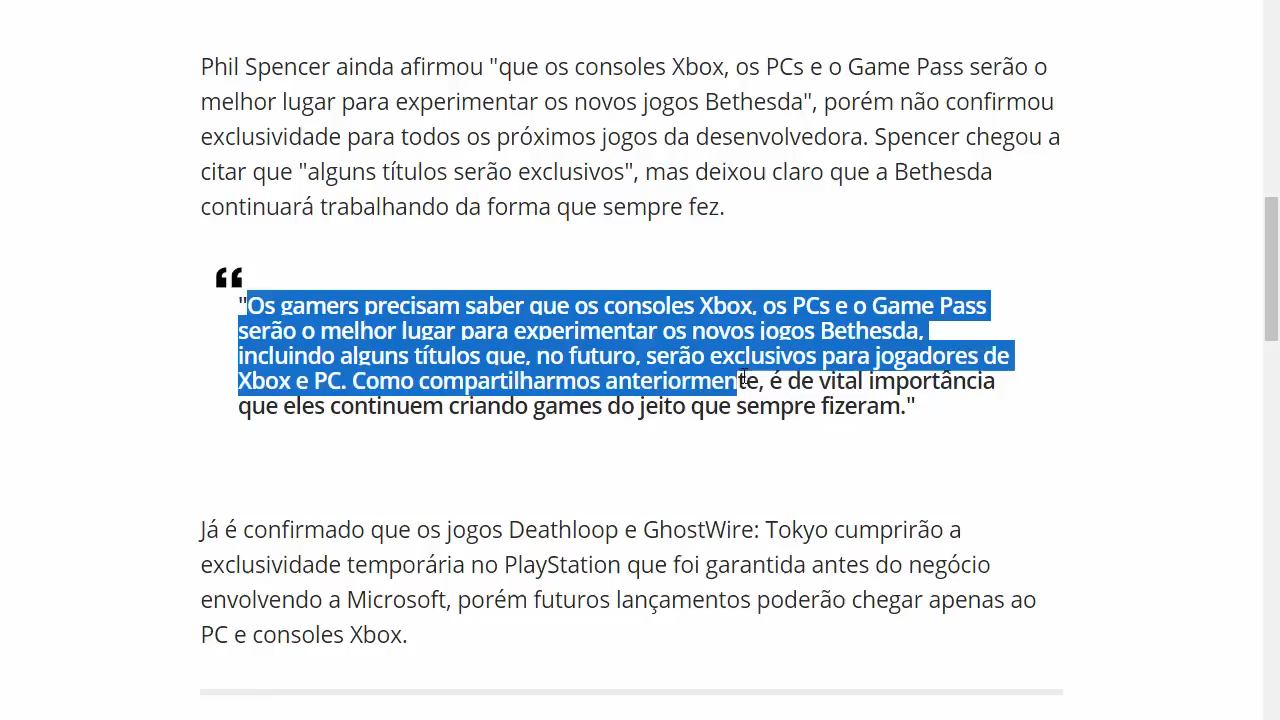 Phil Spencer ainda afirmou "que os consoles Xbox, os PCs e o Game Pass serão o
melhor lugar para experimentar os novos jogos Bethesda", porém não confirmou
exclusividade para todos os próximos jogos da desenvolvedora. Spencer chegou a
citar que "alguns títulos serão exclusivos", mas deixou claro que a Bethesda
continuará trabalhando da forma que sempre fez.
“
"Os gamers precisam saber que os consoles Xbox, os PCs e o Game Pass
serão o melhor lugar para experimentar os novos jogos Bethesda,
incluindo alguns títulos que, no futuro, serão exclusivos para jogadores de
Xbox e PC. Como compartilharmos anteriormente, é de vital importância
que eles continuem criando games do jeito que sempre fizeram."
Já é confirmado que os jogos Deathloop e GhostWire: Tokyo cumprirão a
exclusividade temporária no PlayStation que foi garantida antes do negócio
envolvendo a Microsoft, porém futuros lançamentos poderão chegar apenas ao
PC e consoles Xbox.